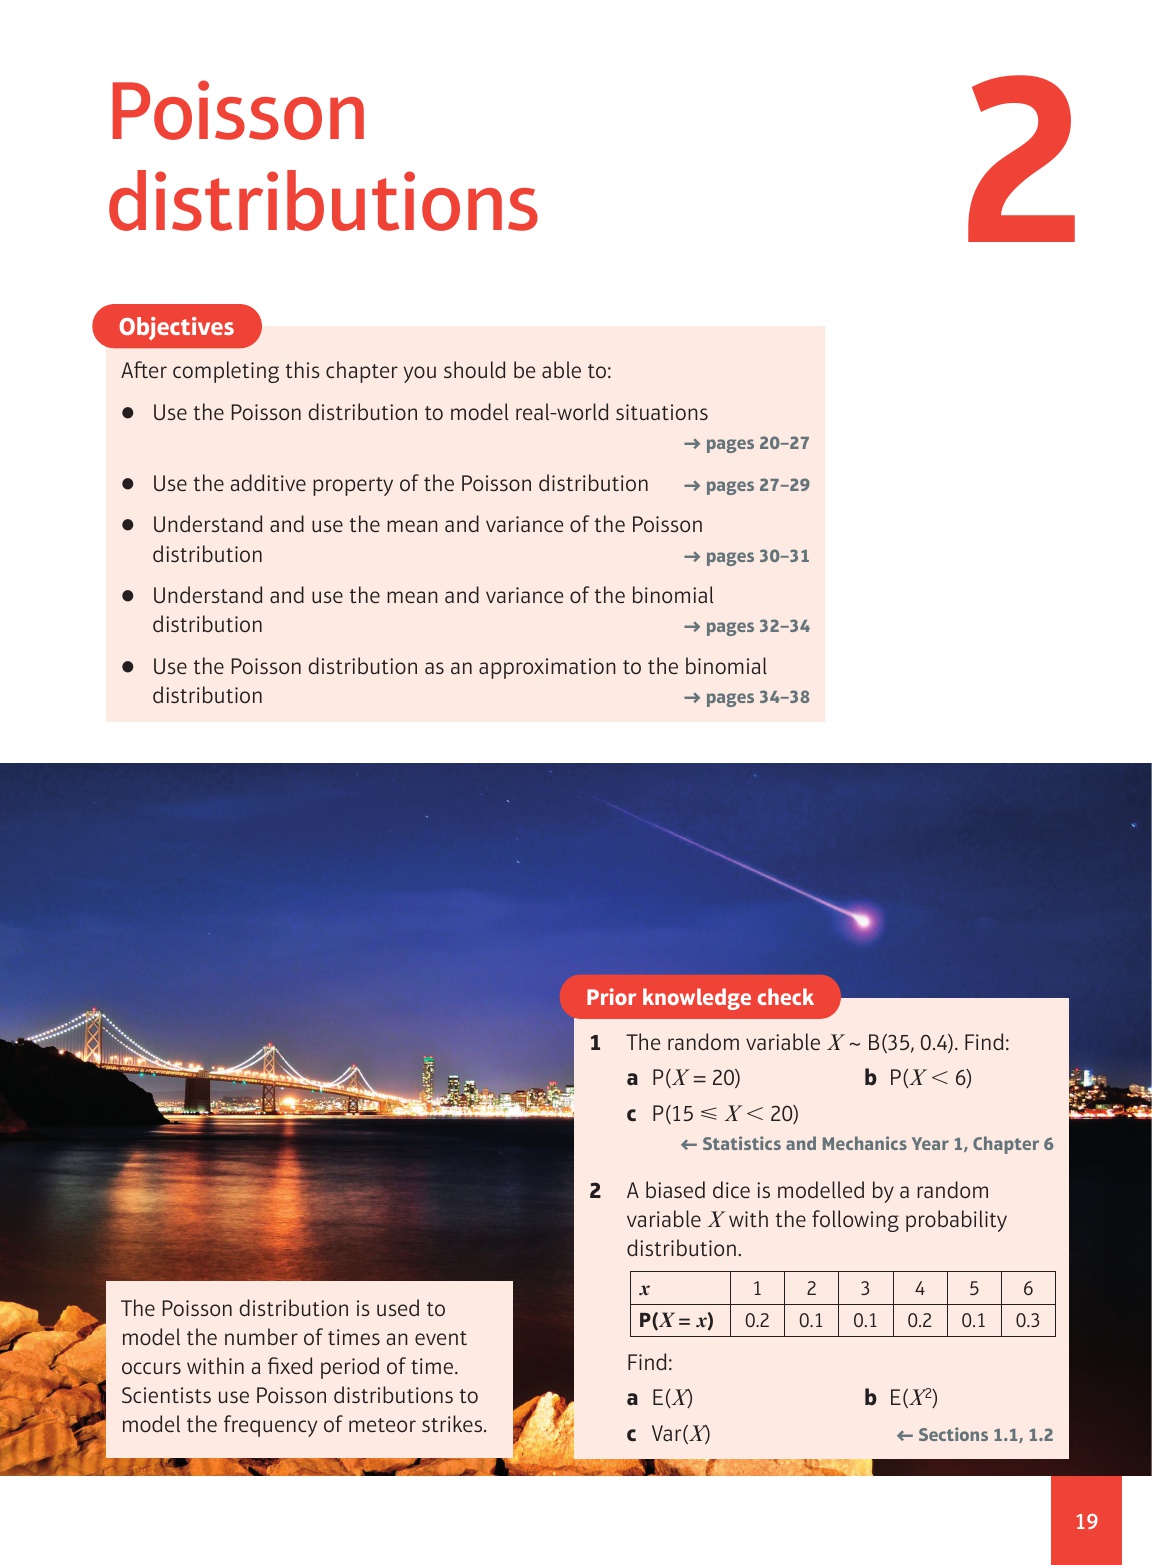 Poisson
distributions
2
Objectives
After completing this chapter you should be able to:
● Use the Poisson distribution to model real-world situations
→ pages 20–27
● Use the additive property of the Poisson distribution → pages 27–29
● Understand and use the mean and variance of the Poisson
distribution → pages 30–31
● Understand and use the mean and variance of the binomial
distribution → pages 32–34
● Use the Poisson distribution as an approximation to the binomial
distribution → pages 34–38
Prior knowledge check
1 The random variable X ~ B(35, 0.4). Find:
a P(X = 20) b P(X < 6)
c P(15 ⩽ X < 20)
← Statistics and Mechanics Year 1, Chapter 6
2 A biased dice is modelled by a random
variable X with the following probability
distribution.
x 1 2 3 4 5 6
P(X = x) 0.2 0.1 0.1 0.2 0.1 0.3
Find:
a E(X) b E(X²)
c Var(X) ← Sections 1.1, 1.2
The Poisson distribution is used to
model the number of times an event
occurs within a fixed period of time.
Scientists use Poisson distributions to
model the frequency of meteor strikes.
19